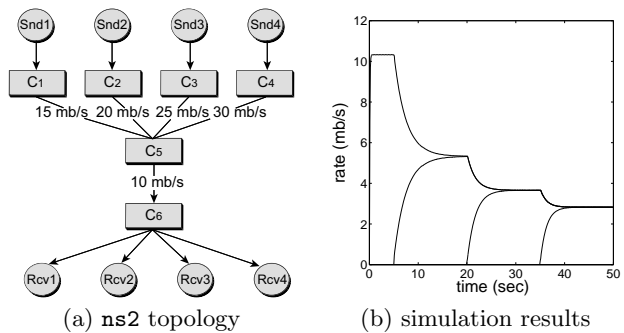 Snd1 Snd2 Snd3 Snd4
C1 C2 C3 C4
15 mb/s 20 mb/s 25 mb/s 30 mb/s
C5
10 mb/s
C6
Rcv1 Rcv2 Rcv3 Rcv4
(a) ns2 topology
rate (mb/s)
12
10
8
6
4
2
0
0 10 20 30 40 50
time (sec)
(b) simulation results